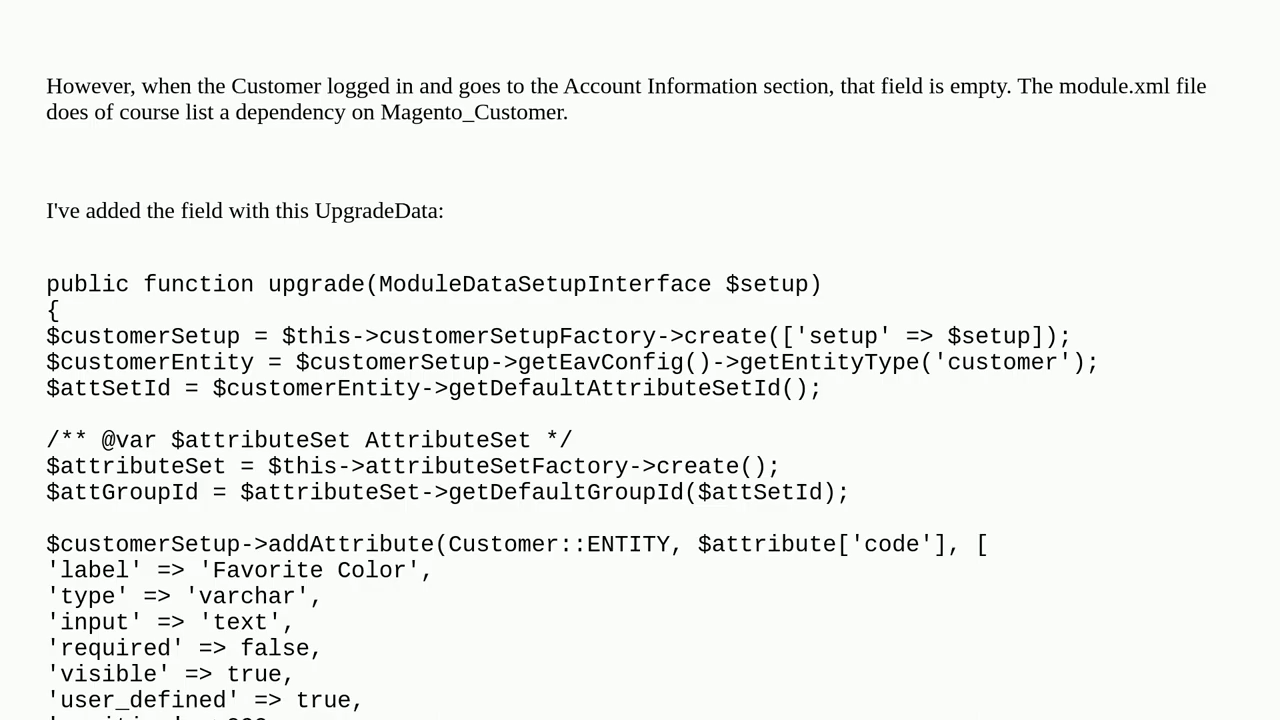 However, when the Customer logged in and goes to the Account Information section, that field is empty. The module.xml file
does of course list a dependency on Magento_Customer.
I've added the field with this UpgradeData:
public function upgrade(ModuleDataSetupInterface $setup)
{
$customerSetup = $this->customerSetupFactory->create(['setup' => $setup]);
$customerEntity = $customerSetup->getEavConfig()->getEntityType('customer');
$attSetId = $customerEntity->getDefaultAttributeSetId();
/** @var $attributeSet AttributeSet */
$attributeSet = $this->attributeSetFactory->create();
$attGroupId = $attributeSet->getDefaultGroupId($attSetId);
$customerSetup->addAttribute(Customer::ENTITY, $attribute['code'], [
'label' => 'Favorite Color',
'type' => 'varchar',
'input' => 'text',
'required' => false,
'visible' => true,
'user_defined' => true,